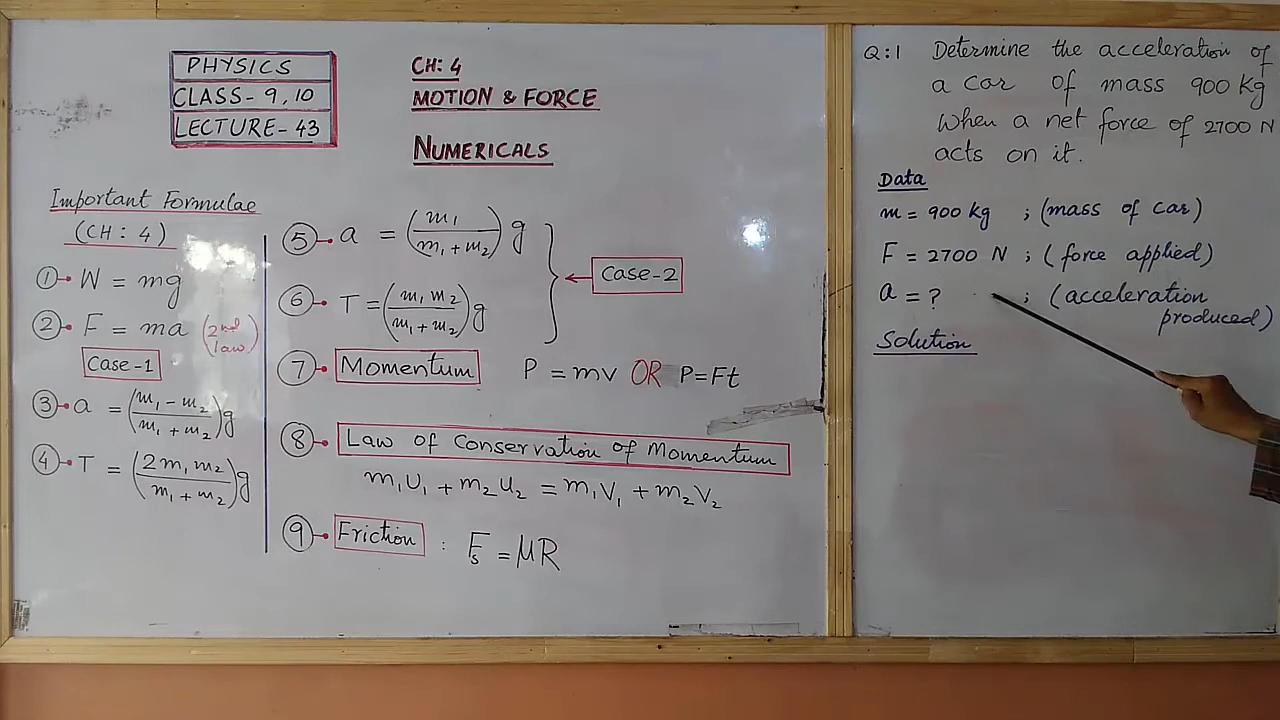 PHYSICS
CLASS-9,10
LECTURE-43
CH: 4
MOTION & FORCE
NUMERICALS
Important Formulae
(CH: 4)
① W = mg
② F = ma (2nd law)
Case-1
③ a = (m₁ - m₂ / m₁ + m₂) g
④ T = (2m₁m₂ / m₁ + m₂) g
⑤ a = (m₁ / m₁ + m₂) g
⑥ T = (m₁m₂ / m₁ + m₂) g
Case-2
⑦ Momentum P = mv OR P=Ft
⑧ Law of Conservation of Momentum
m₁U₁ + m₂U₂ = m₁V₁ + m₂V₂
⑨ Friction : Fs = μR
Q:1 Determine the acceleration of
a car of mass 900 Kg
When a net force of 2700 N
acts on it.
Data
m = 900 kg ; (mass of car)
F = 2700 N ; (force applied)
a = ? ; (acceleration
produced)
Solution